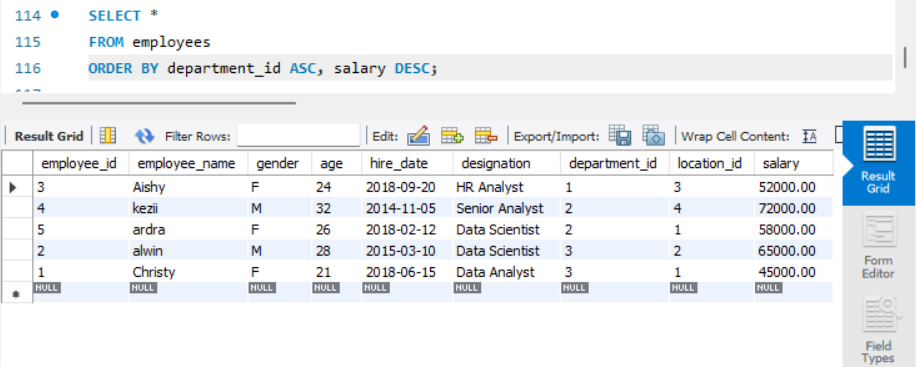 114 SELECT *
115 FROM employees
116 ORDER BY department_id ASC, salary DESC;
Result Grid Filter Rows: Edit: Export/Import: Wrap Cell Content: IA
employee_id employee_name gender age hire_date designation department_id location_id salary
3 Aishy F 24 2018-09-20 HR Analyst 1 3 52000.00
4 kezii M 32 2014-11-05 Senior Analyst 2 4 72000.00
5 ardra F 26 2018-02-12 Data Scientist 2 1 58000.00
2 alwin M 28 2015-03-10 Data Scientist 3 2 65000.00
1 Christy F 21 2018-06-15 Data Analyst 3 1 45000.00
NULL NULL NULL NULL NULL NULL NULL NULL NULL
Result
Grid
Form
Editor
Field
Types